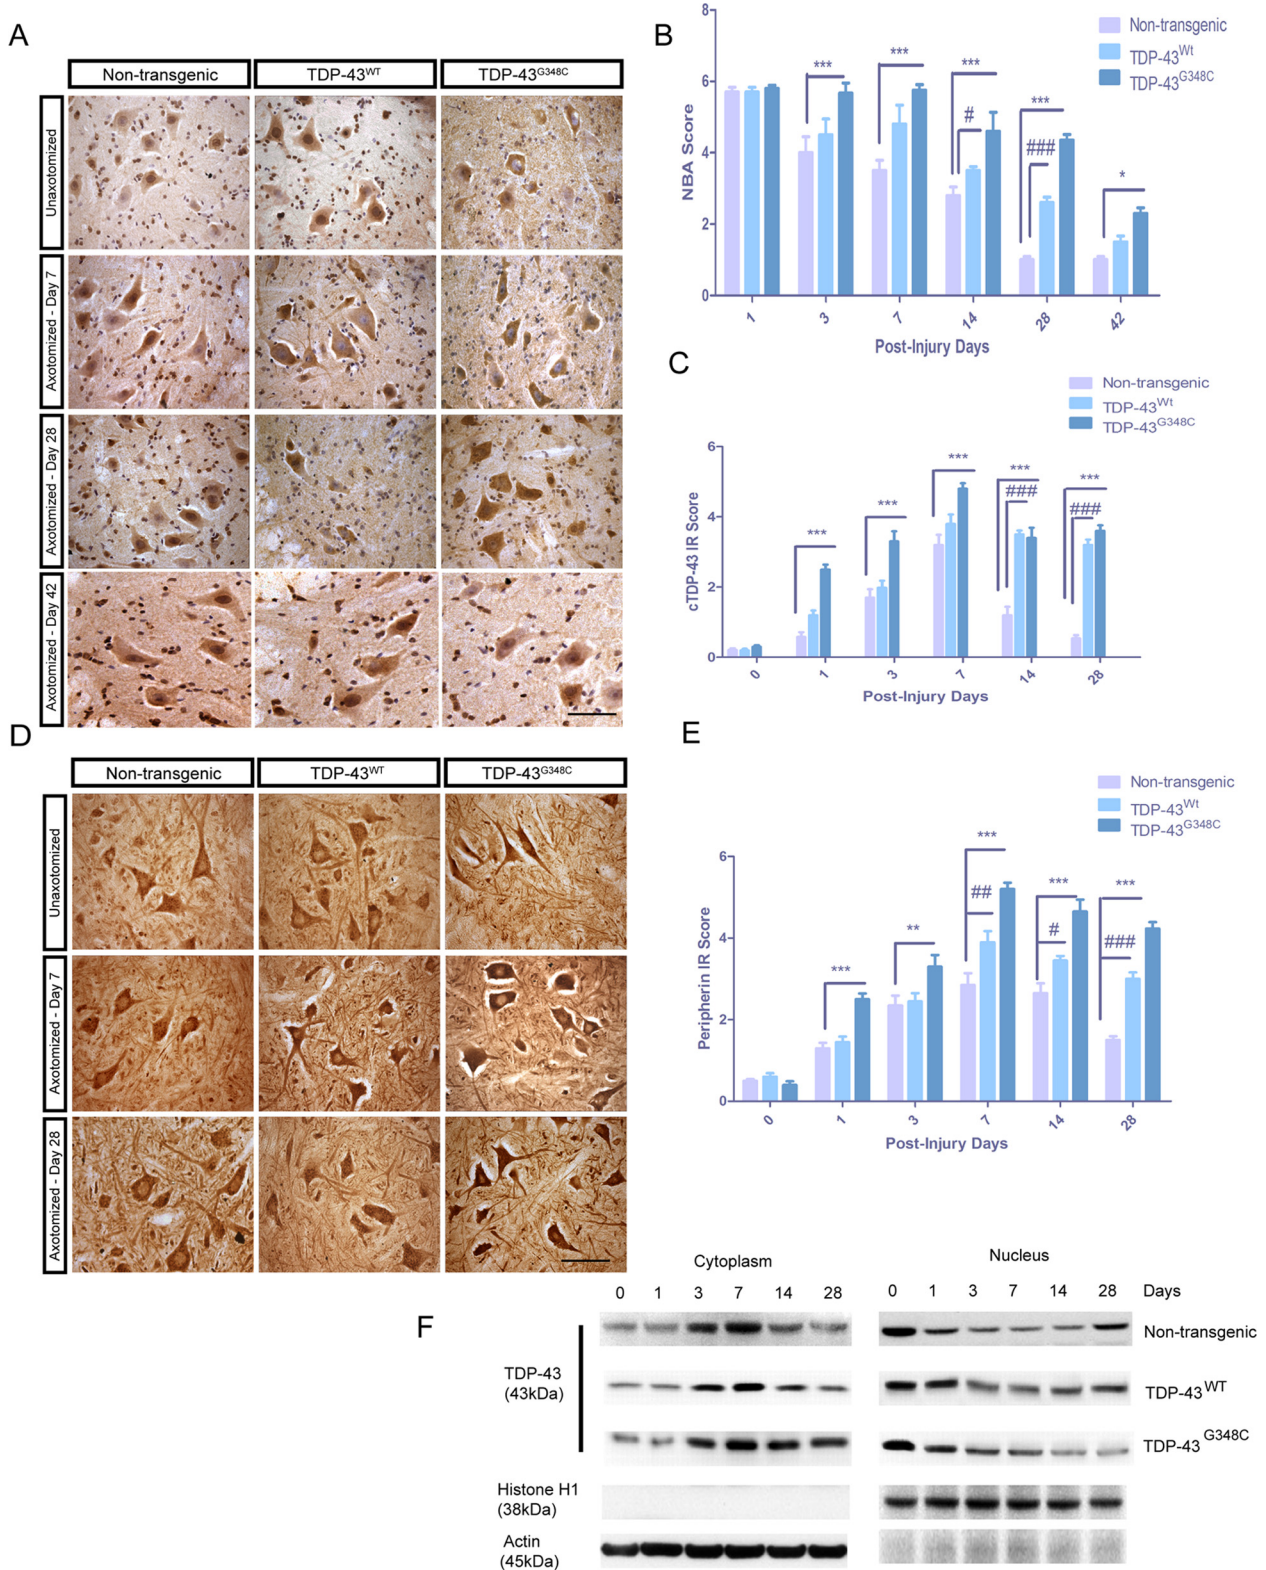 A
Non-transgenic TDP-43WT TDP-43G348C
Unaxotomized
Axotomized - Day 7
Axotomized - Day 28
Axotomized - Day 42
B
Non-transgenic
TDP-43Wt
TDP-43G348C
NBA Score
8
6
4
2
0
*** *** *** # *** ### *
1 3 7 14 28 42
Post-Injury Days
C
Non-transgenic
TDP-43Wt
TDP-43G348C
cTDP-43 IR Score
6
4
2
0
*** *** *** *** ### *** ###
0 1 3 7 14 28
Post-Injury Days
D
Non-transgenic TDP-43WT TDP-43G348C
Unaxotomized
Axotomized - Day 7
Axotomized - Day 28
E
Non-transgenic
TDP-43Wt
TDP-43G348C
Peripherin IR Score
6
4
2
0
*** ** *** ## *** # *** ###
0 1 3 7 14 28
Post-Injury Days
F
Cytoplasm Nucleus
0 1 3 7 14 28 0 1 3 7 14 28 Days
Non-transgenic
TDP-43
(43kDa)
TDP-43WT
TDP-43G348C
Histone H1
(38kDa)
Actin
(45kDa)